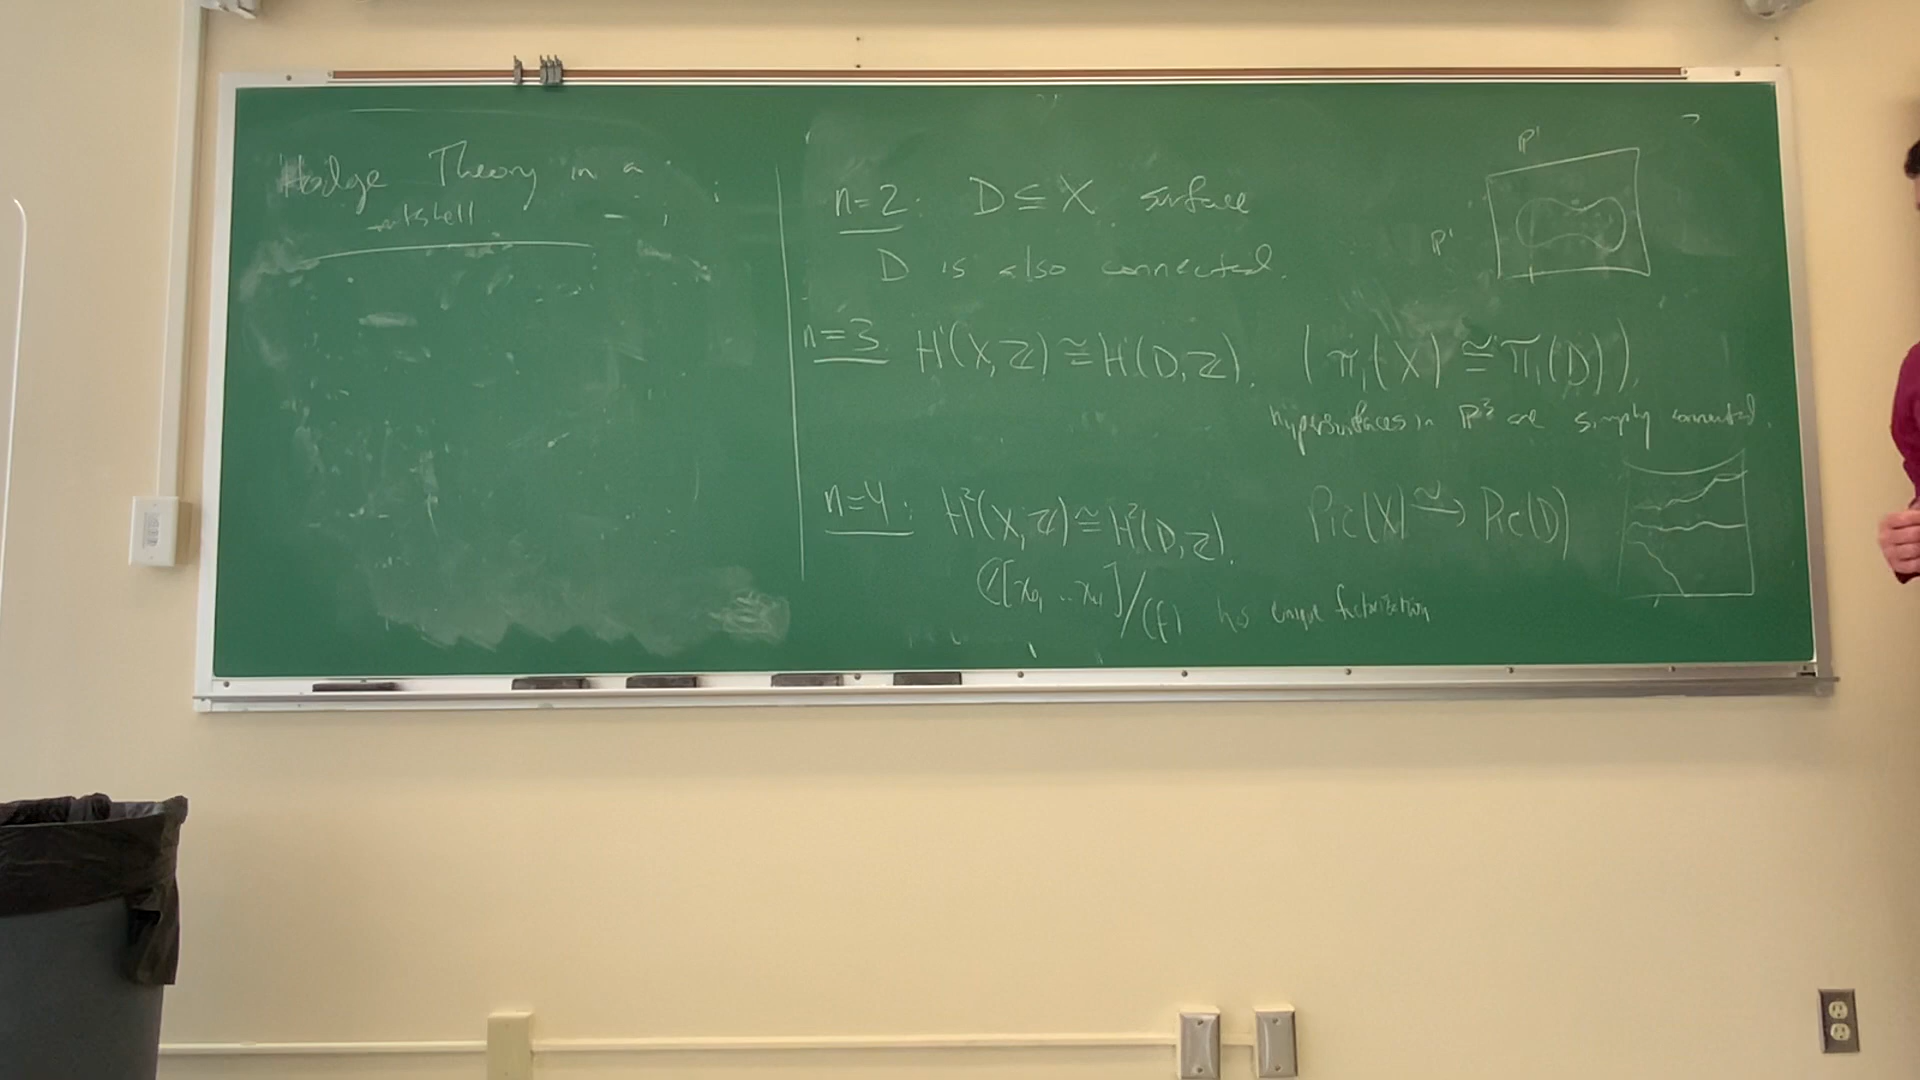 Hodge Theory in a
nutshell
n=2: D ⊆ X surface
D is also connected.
P¹
P¹
n=3 H¹(X,ℤ) ≅ H¹(D,ℤ). (π₁(X) ≅ π₁(D)).
hypersurfaces in P³ are simply connected.
n=4: H²(X,ℤ) ≅ H²(D,ℤ). Pic(X) ⥲ Pic(D)
ℂ[x₀, ..x₄]/(f) has unique factorization